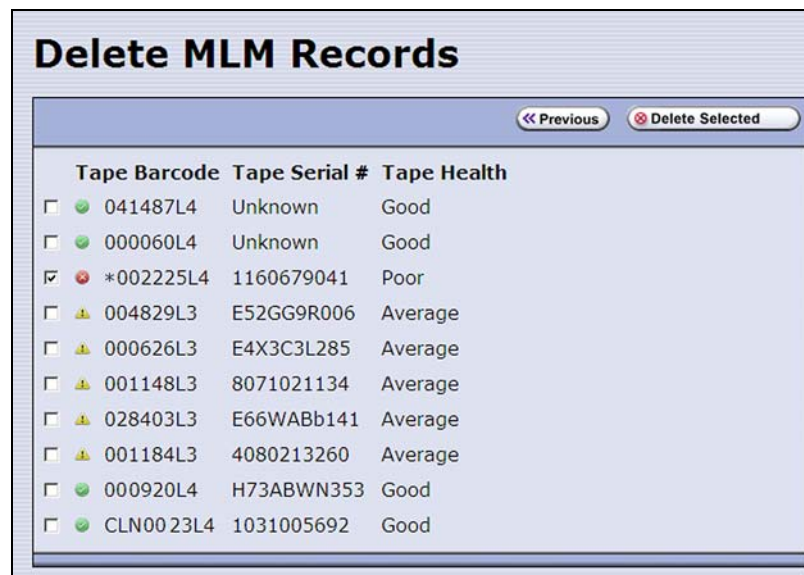 Delete MLM Records
Previous Delete Selected
Tape Barcode Tape Serial # Tape Health
041487L4 Unknown Good
000060L4 Unknown Good
*002225L4 1160679041 Poor
004829L3 E52GG9R006 Average
000626L3 E4X3C3L285 Average
001148L3 8071021134 Average
028403L3 E66WABb141 Average
001184L3 4080213260 Average
000920L4 H73ABWN353 Good
CLN0023L4 1031005692 Good